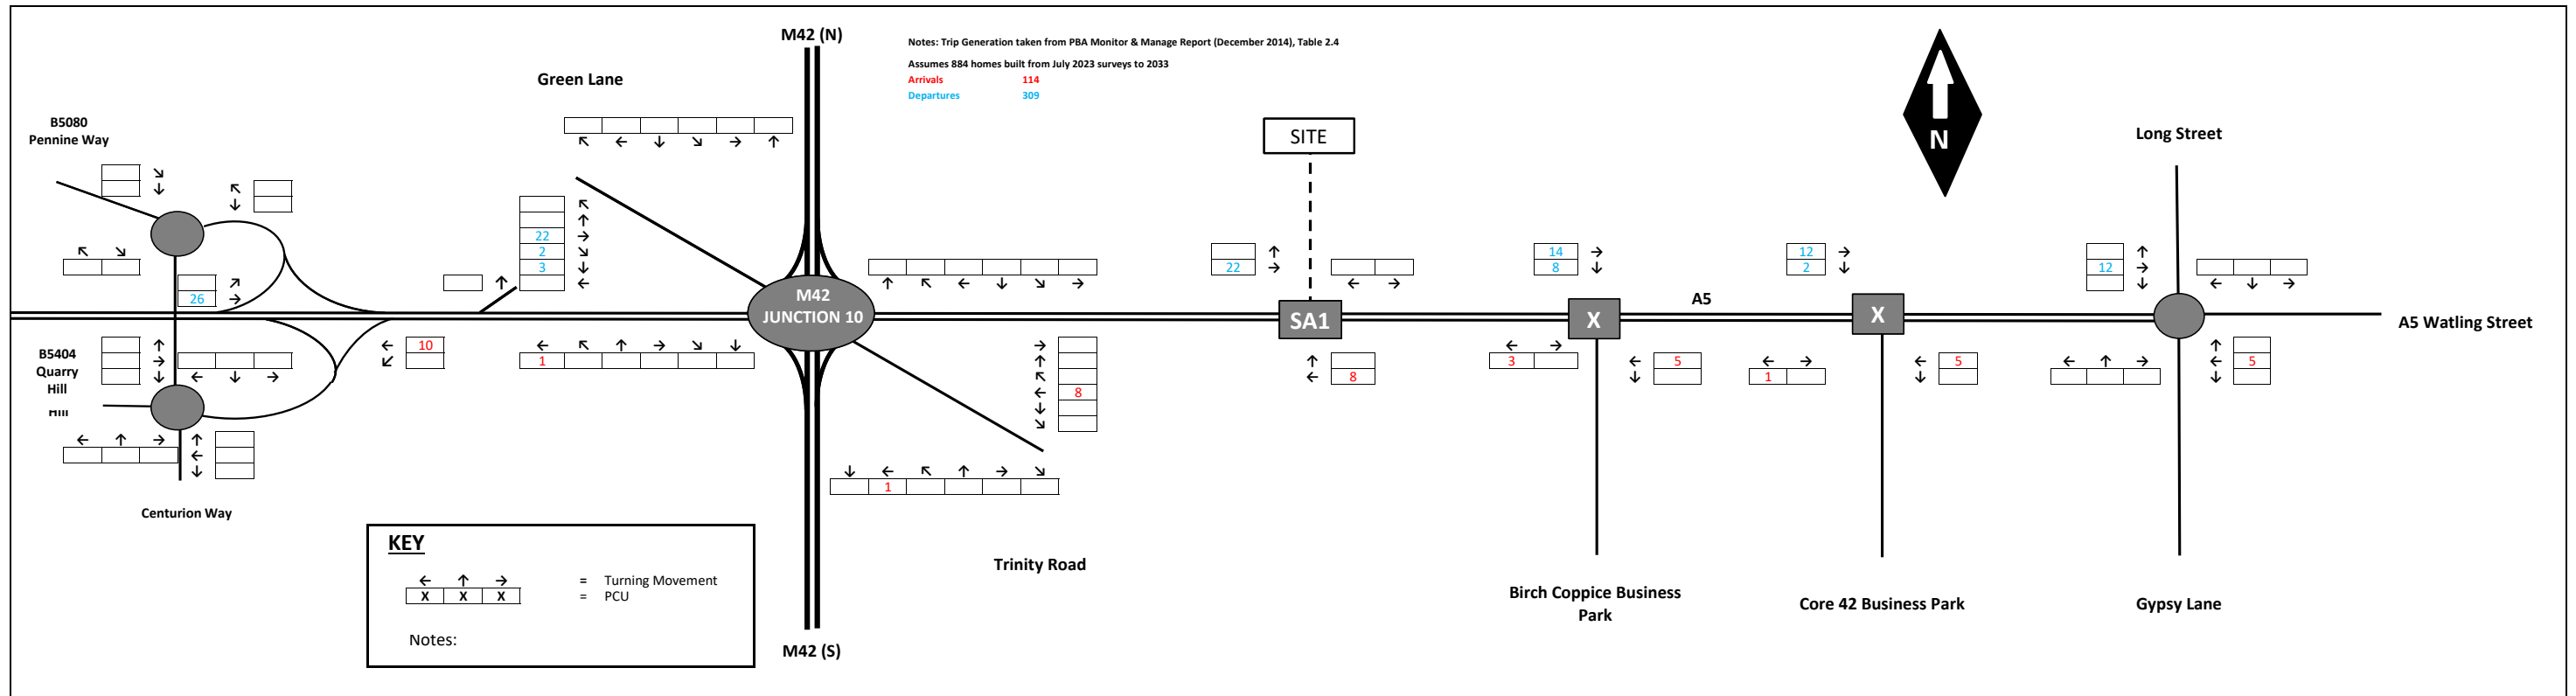 M42 (N)
Notes: Trip Generation taken from PBA Monitor & Manage Report (December 2014), Table 2.4
Assumes 884 homes built from July 2023 surveys to 2033
Arrivals 114
Departures 309
Green Lane
B5080
Pennine Way
SITE
N
Long Street
↖ ← ↓ ↘ → ↑
↘
↓
↖
↓
↖ ↘
↗
26 →
↑
↖
↑
22 →
2 ↘
3 ↓
←
M42
JUNCTION 10
↑ ↖ ← ↓ ↘ →
↑
22 →
← →
SA1
14 →
8 ↓
X
A5
12 →
2 ↓
X
↑
12 →
↓
← ↓ →
A5 Watling Street
B5404
Quarry
Hill
Hill
↑
→
↓
← ↓ →
← 10
↙
← ↖ ↑ → ↘ ↓
1
→
↑
↖
← 8
↓
↘
↑
← 8
← →
3
← 5
↓
← →
1
← 5
↓
← ↑ →
↑
← 5
↓
← ↑ →
↑
←
↓
↓ ← ↖ ↑ → ↘
1
Centurion Way
KEY
← ↑ → = Turning Movement
X X X = PCU
Notes:
Trinity Road
M42 (S)
Birch Coppice Business
Park
Core 42 Business Park
Gypsy Lane